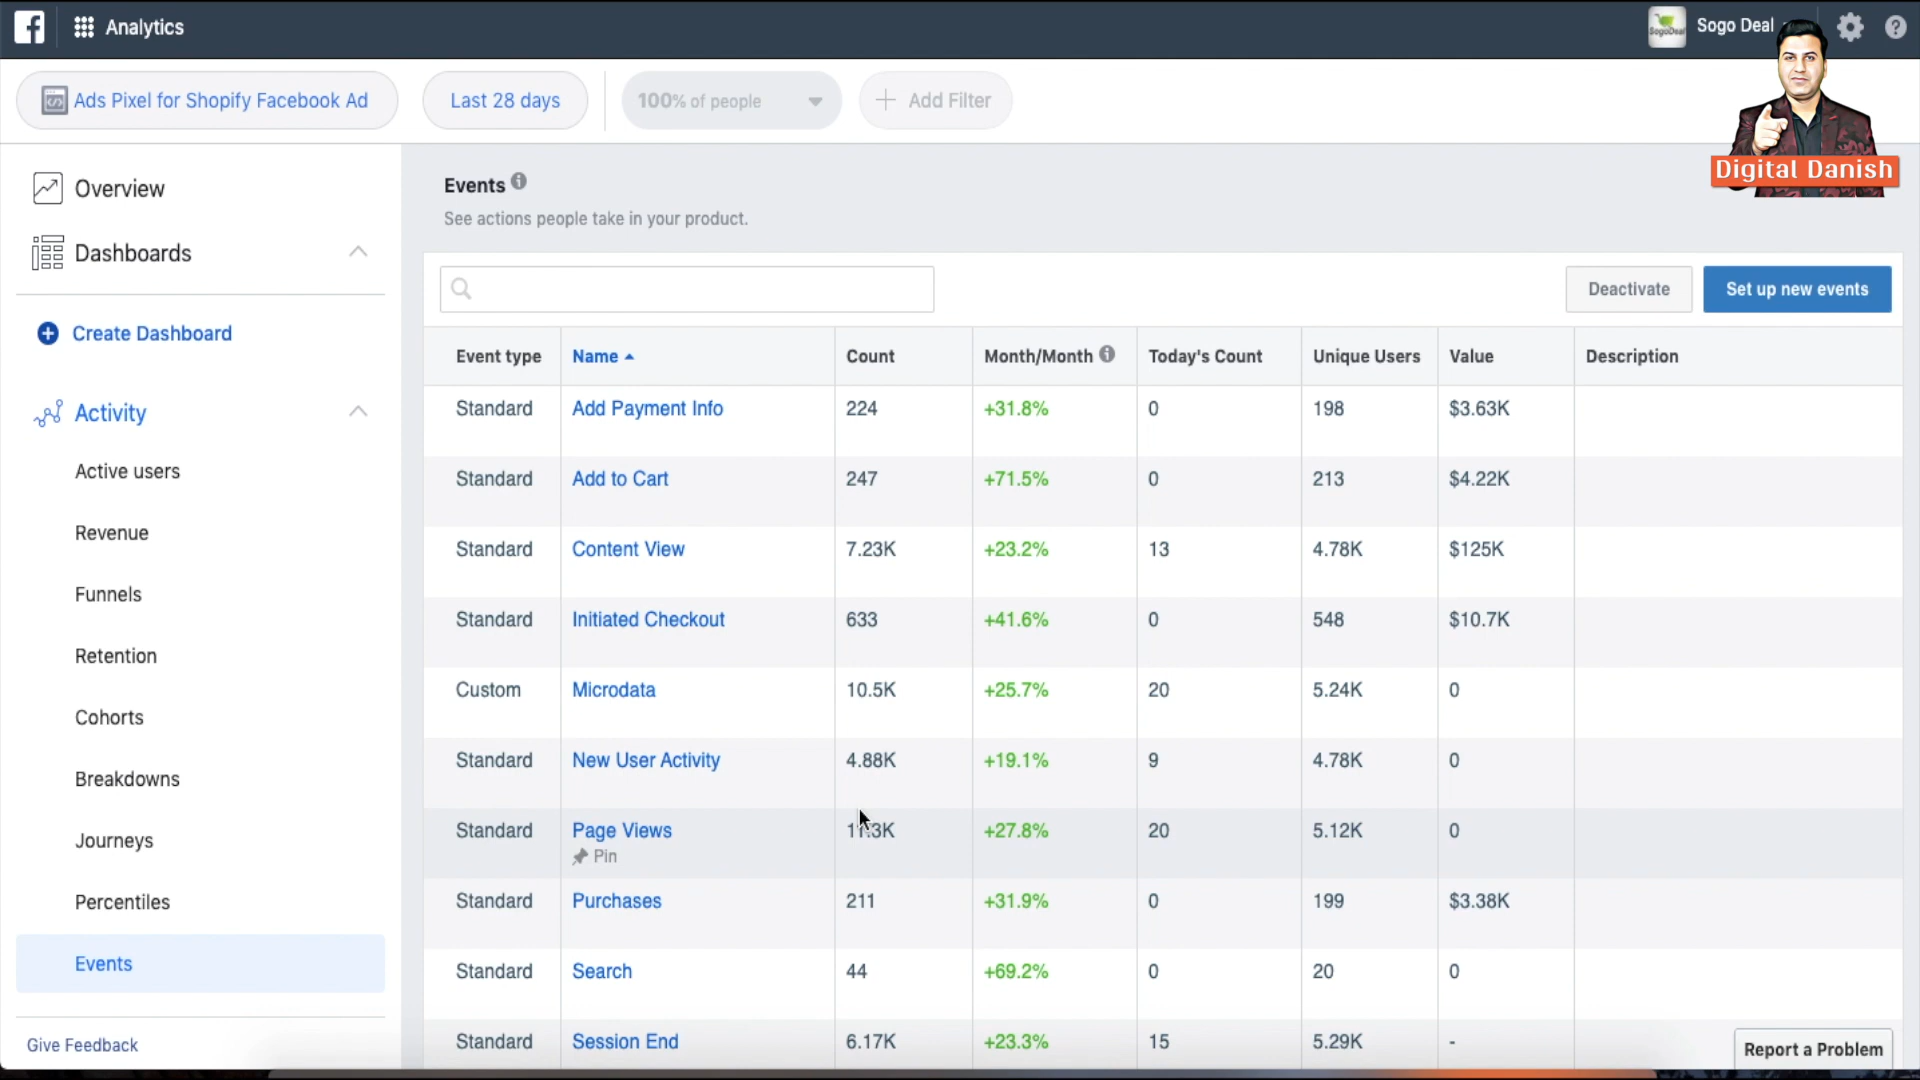 Analytics
Sogo Deal
Ads Pixel for Shopify Facebook Ad
Last 28 days
100% of people
Add Filter
Digital Danish
Overview
Dashboards
Create Dashboard
Activity
Active users
Revenue
Funnels
Retention
Cohorts
Breakdowns
Journeys
Percentiles
Events
Give Feedback
Events
See actions people take in your product.
Deactivate
Set up new events
Event type Name Count Month/Month Today's Count Unique Users Value Description
Standard Add Payment Info 224 +31.8% 0 198 $3.63K
Standard Add to Cart 247 +71.5% 0 213 $4.22K
Standard Content View 7.23K +23.2% 13 4.78K $125K
Standard Initiated Checkout 633 +41.6% 0 548 $10.7K
Custom Microdata 10.5K +25.7% 20 5.24K 0
Standard New User Activity 4.88K +19.1% 9 4.78K 0
Standard Page Views 11.3K +27.8% 20 5.12K 0
Pin
Standard Purchases 211 +31.9% 0 199 $3.38K
Standard Search 44 +69.2% 0 20 0
Standard Session End 6.17K +23.3% 15 5.29K -
Report a Problem